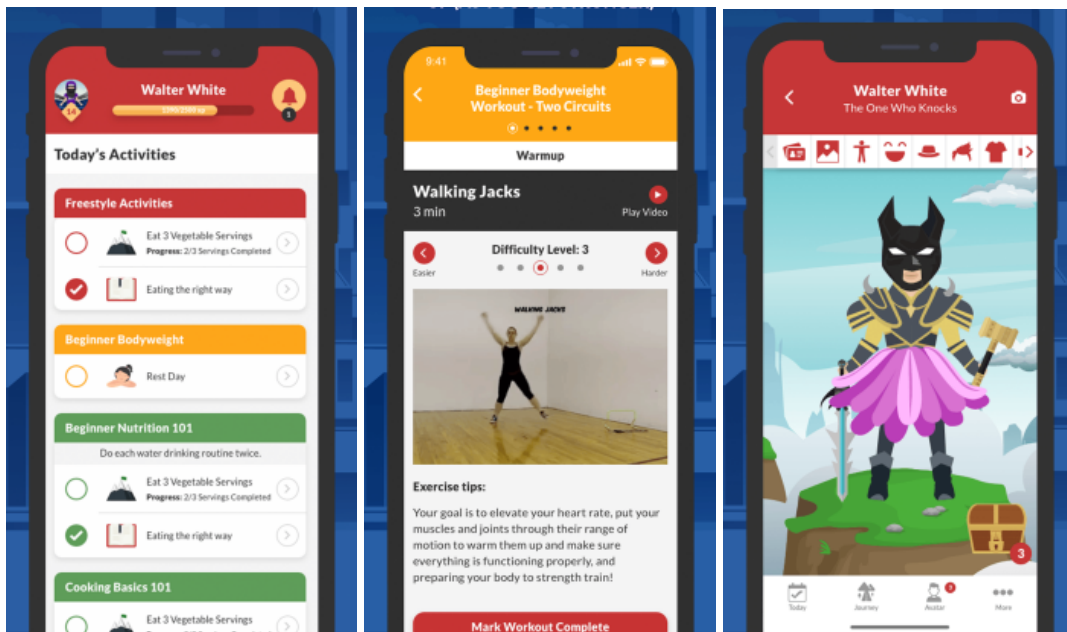 Walter White
14
1
Today's Activities
Freestyle Activities
Eat 3 Vegetable Servings
Progress: 2/3 Servings Completed
Eating the right way
Beginner Bodyweight
Rest Day
Beginner Nutrition 101
Do each water drinking routine twice.
Eat 3 Vegetable Servings
Progress: 2/3 Servings Completed
Eating the right way
Cooking Basics 101
Eat 3 Vegetable Servings
9:41
Beginner Bodyweight
Workout - Two Circuits
Warmup
Walking Jacks
3 min
Play Video
Difficulty Level: 3
Easier
Harder
WALKING JACKS
Exercise tips:
Your goal is to elevate your heart rate, put your
muscles and joints through their range of
motion to warm them up and make sure
everything is functioning properly, and
preparing your body to strength train!
Mark Workout Complete
Walter White
The One Who Knocks
3
Today
Journey
Avatar
3
More